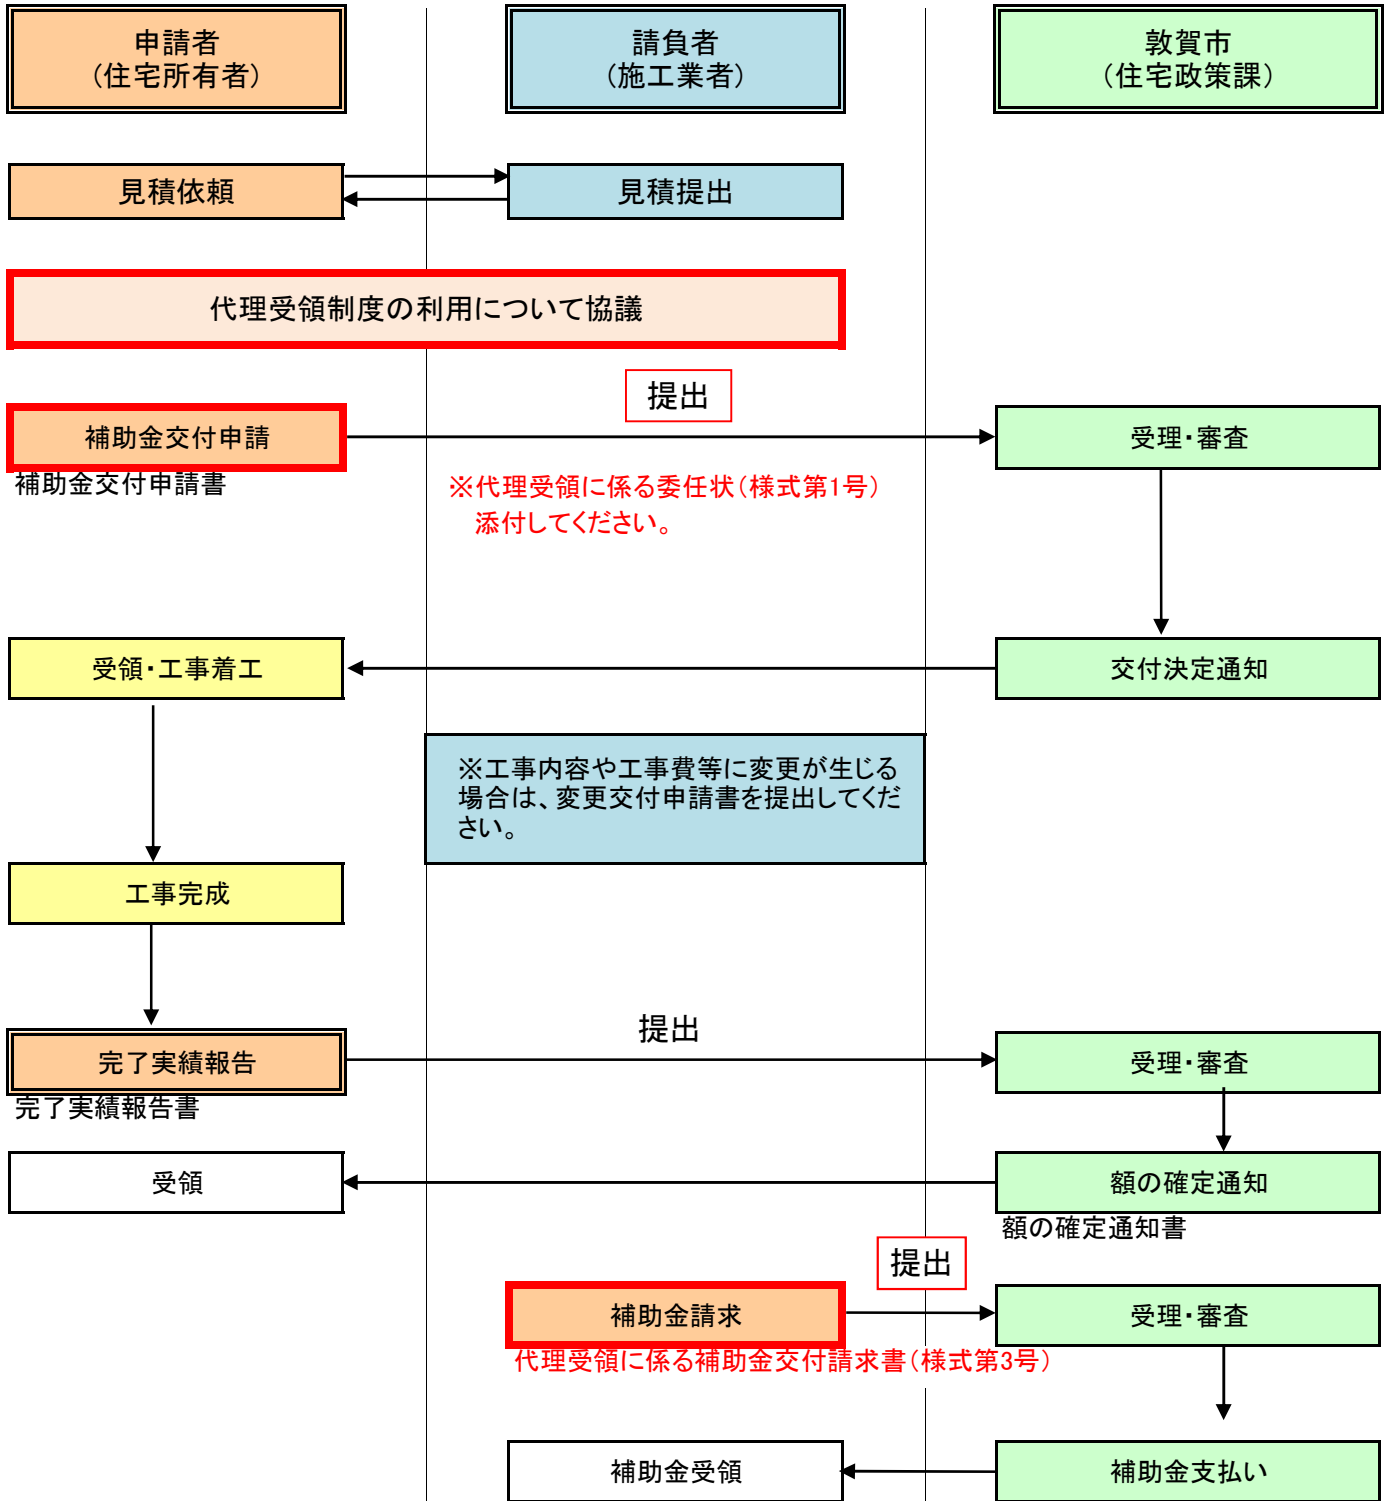 申請者
（住宅所有者）
請負者
（施工業者）
敦賀市
（住宅政策課）
見積依頼
見積提出
代理受領制度の利用について協議
提出
補助金交付申請
受理・審査
補助金交付申請書
※代理受領に係る委任状（様式第1号）
添付してください。
受領・工事着工
交付決定通知
※工事内容や工事費等に変更が生じる
場合は、変更交付申請書を提出してくだ
さい。
工事完成
提出
完了実績報告
受理・審査
完了実績報告書
受領
額の確定通知
額の確定通知書
提出
補助金請求
受理・審査
代理受領に係る補助金交付請求書（様式第3号）
補助金受領
補助金支払い